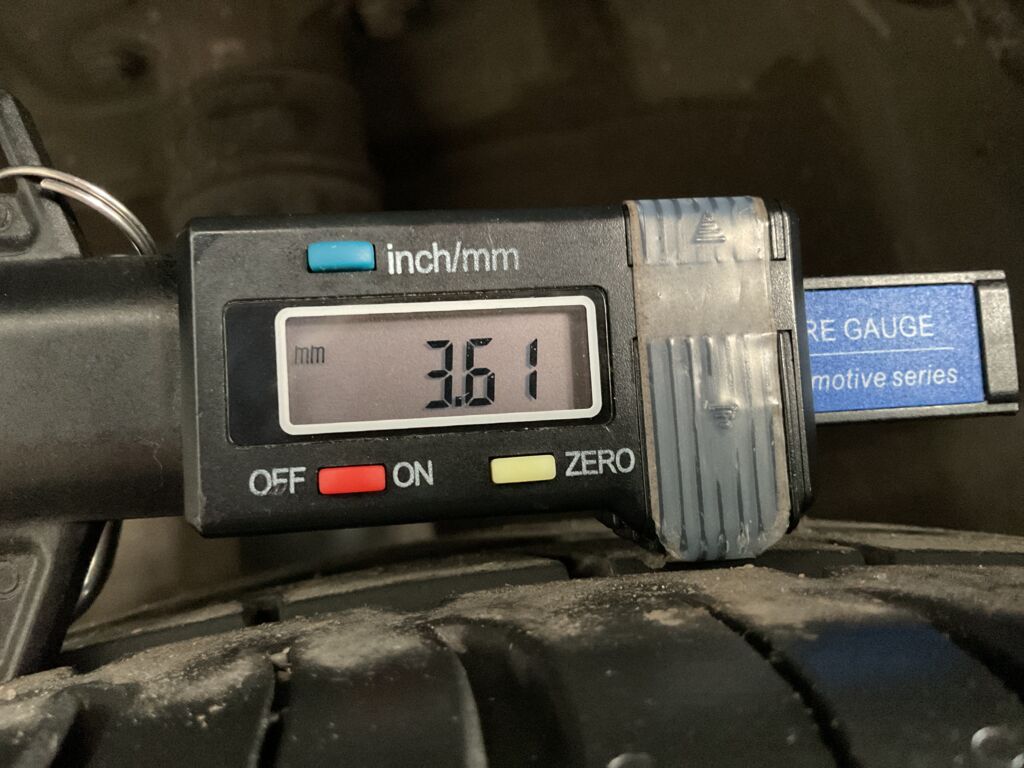 inch/mm
mm 3.61
OFF ON ZERO
RE GAUGE
motive series